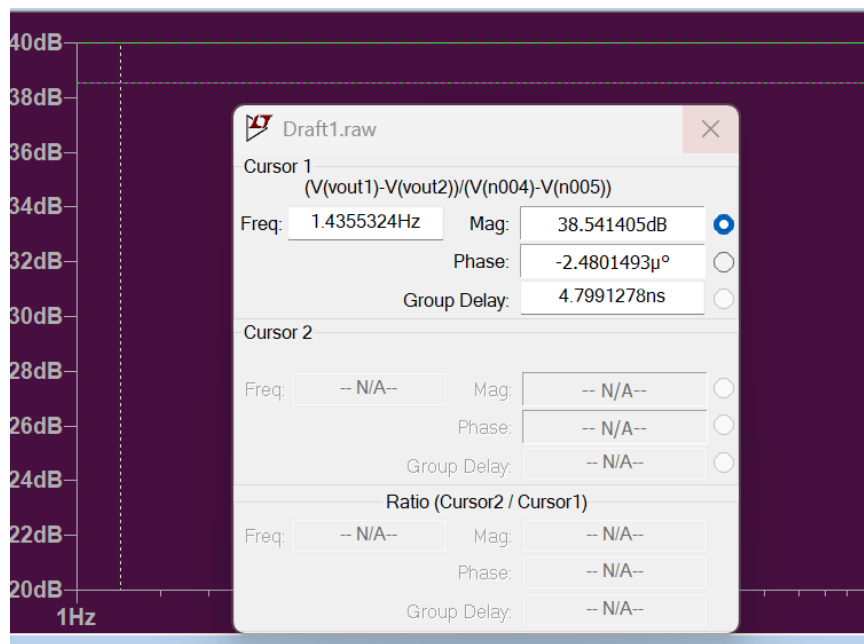 40dB
38dB
36dB
34dB
32dB
30dB
28dB
26dB
24dB
22dB
20dB
1Hz
Draft1.raw
Cursor 1
(V(vout1)-V(vout2))/(V(n004)-V(n005))
Freq: 1.4355324Hz Mag: 38.541405dB
Phase: -2.4801493µ°
Group Delay: 4.7991278ns
Cursor 2
Freq: -- N/A-- Mag: -- N/A--
Phase: -- N/A--
Group Delay: -- N/A--
Ratio (Cursor2 / Cursor1)
Freq: -- N/A-- Mag: -- N/A--
Phase: -- N/A--
Group Delay: -- N/A--